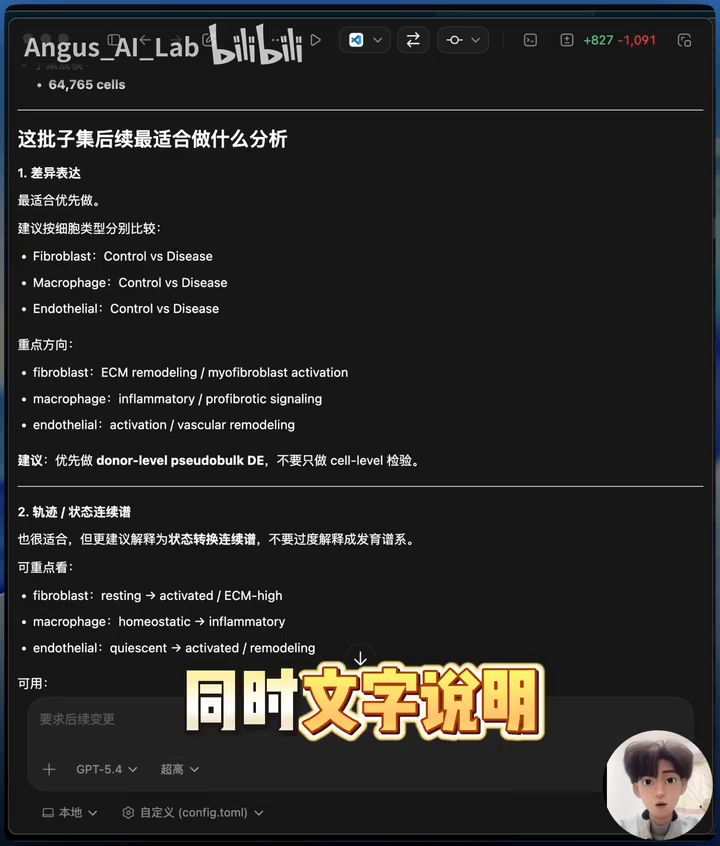 Angus_AI_Lab bilibili
+827 -1,091
• 64,765 cells
这批子集后续最适合做什么分析
1. 差异表达
最适合优先做。
建议按细胞类型分别比较：
• Fibroblast：Control vs Disease
• Macrophage：Control vs Disease
• Endothelial：Control vs Disease
重点方向：
• fibroblast：ECM remodeling / myofibroblast activation
• macrophage：inflammatory / profibrotic signaling
• endothelial：activation / vascular remodeling
建议：优先做 donor-level pseudobulk DE，不要只做 cell-level 检验。
2. 轨迹 / 状态连续谱
也很适合，但更建议解释为状态转换连续谱，不要过度解释成发育谱系。
可重点看：
• fibroblast：resting → activated / ECM-high
• macrophage：homeostatic → inflammatory
• endothelial：quiescent → activated / remodeling
可用：
同时文字说明
要求后续变更
GPT-5.4 超高
本地 自定义 (config.toml)